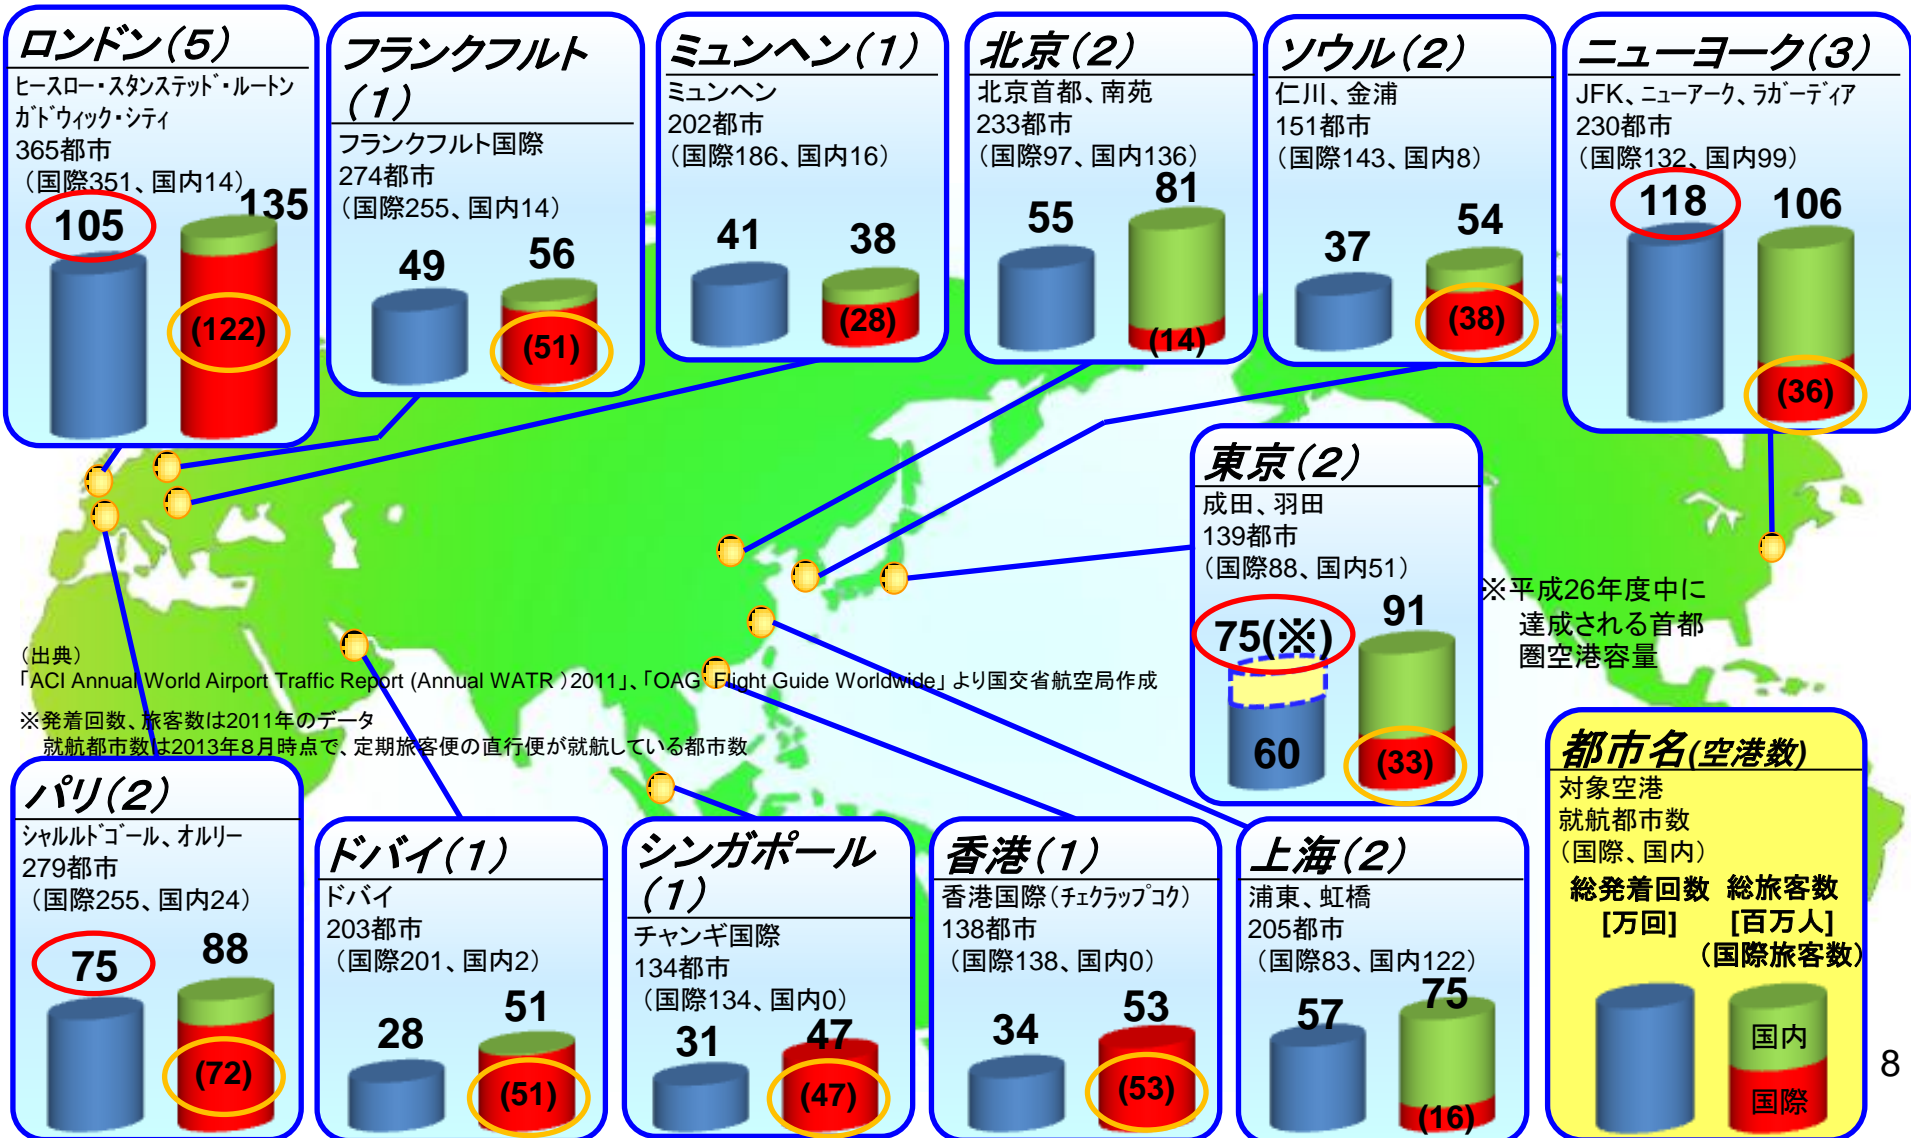 ロンドン(5)
ﾋｰｽﾛｰ・ｽﾀﾝｽﾃｯﾄﾞ・ﾙｰﾄﾝ
ｶﾞﾄﾞｳｨｯｸ・ｼﾃｨ
365都市
(国際351、国内14)
105
135
(122)
フランクフルト
(1)
フランクフルト国際
274都市
(国際255、国内14)
49
56
(51)
ミュンヘン(1)
ミュンヘン
202都市
(国際186、国内16)
41
38
(28)
北京(2)
北京首都、南苑
233都市
(国際97、国内136)
55
81
(14)
ソウル(2)
仁川、金浦
151都市
(国際143、国内8)
37
54
(38)
ニューヨーク(3)
JFK、ﾆｭｰｱｰｸ、ﾗｶﾞｰﾃﾞｨｱ
230都市
(国際132、国内99)
118
106
(36)
東京(2)
成田、羽田
139都市
(国際88、国内51)
75(※)
91
60
(33)
※平成26年度中に
達成される首都
圏空港容量
(出典)
「ACI Annual World Airport Traffic Report (Annual WATR )2011」、「OAG Flight Guide Worldwide」 より国交省航空局作成
※発着回数、旅客数は2011年のデータ
就航都市数は2013年8月時点で、定期旅客便の直行便が就航している都市数
パリ(2)
ｼｬﾙﾙﾄﾞｺﾞｰﾙ、オルリー
279都市
(国際255、国内24)
75
88
(72)
ドバイ(1)
ドバイ
203都市
(国際201、国内2)
28
51
(51)
シンガポール
(1)
チャンギ国際
134都市
(国際134、国内0)
31
47
(47)
香港(1)
香港国際(ﾁｪｸﾗｯﾌﾟｺｸ)
138都市
(国際138、国内0)
34
53
(53)
上海(2)
浦東、虹橋
205都市
(国際83、国内122)
57
75
(16)
都市名(空港数)
対象空港
就航都市数
(国際、国内)
総発着回数 総旅客数
[万回] [百万人]
(国際旅客数)
国内
国際
8